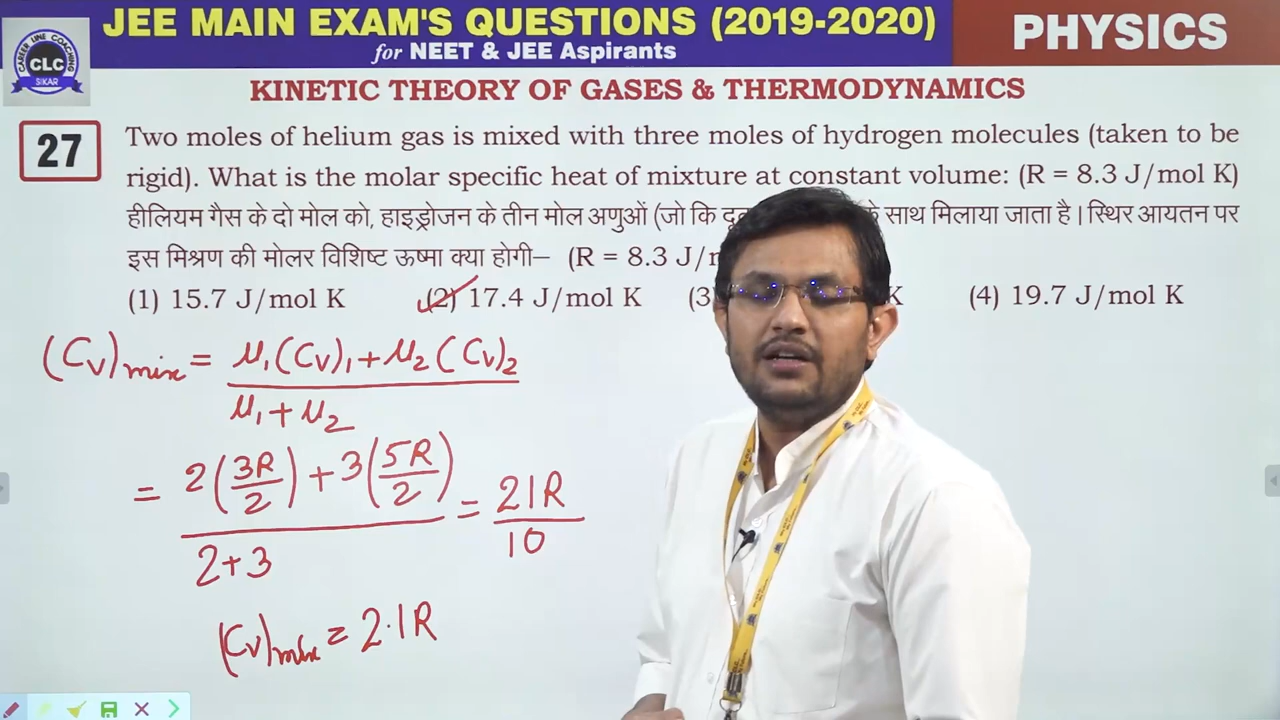 JEE MAIN EXAM'S QUESTIONS (2019-2020)
for NEET & JEE Aspirants
PHYSICS
CAREER LINE COACHING
CLC
SIKAR
KINETIC THEORY OF GASES & THERMODYNAMICS
27
Two moles of helium gas is mixed with three moles of hydrogen molecules (taken to be
rigid). What is the molar specific heat of mixture at constant volume: (R = 8.3 J/mol K)
हीलियम गैस के दो मोल को, हाइड्रोजन के तीन मोल अणुओं (जो कि के साथ मिलाया जाता है। स्थिर आयतन पर
इस मिश्रण की मोलर विशिष्ट ऊष्मा क्या होगी– (R = 8.3 J/
(1) 15.7 J/mol K (2) 17.4 J/mol K (3 K (4) 19.7 J/mol K
(Cv)mix = μ₁(Cv)₁ + μ₂(Cv)₂
μ₁ + μ₂
= 2(3R/2) + 3(5R/2) = 21R
2+3 10
(Cv)mix = 2.1R